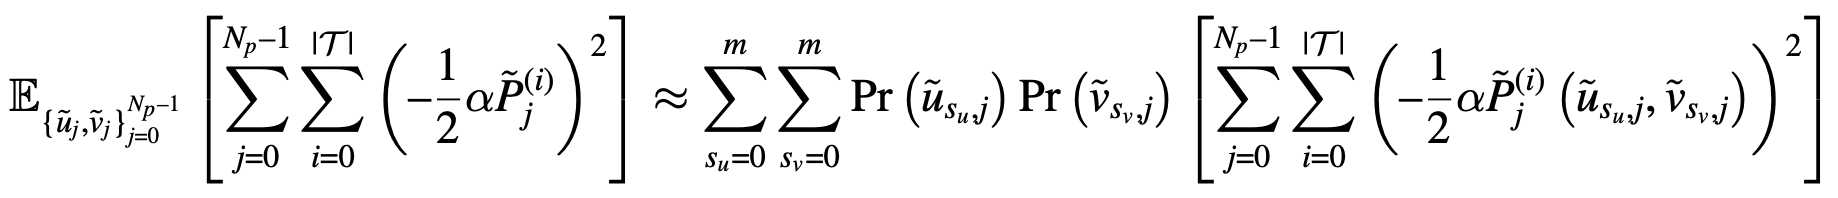 $$\mathbb{E}_{\{\tilde{u}_j,\tilde{v}_j\}_{j=0}^{N_p-1}}\left[\sum_{j=0}^{N_p-1}\sum_{i=0}^{|\mathcal{T}|}\left(-\frac{1}{2}\alpha\tilde{P}_j^{(i)}\right)^2\right]\approx\sum_{s_u=0}^{m}\sum_{s_v=0}^{m}\mathbf{Pr}\left(\tilde{u}_{s_u,j}\right)\mathbf{Pr}\left(\tilde{v}_{s_v,j}\right)\left[\sum_{j=0}^{N_p-1}\sum_{i=0}^{|\mathcal{T}|}\left(-\frac{1}{2}\alpha\tilde{P}_j^{(i)}\left(\tilde{u}_{s_u,j},\tilde{v}_{s_v,j}\right)\right)^2\right]$$